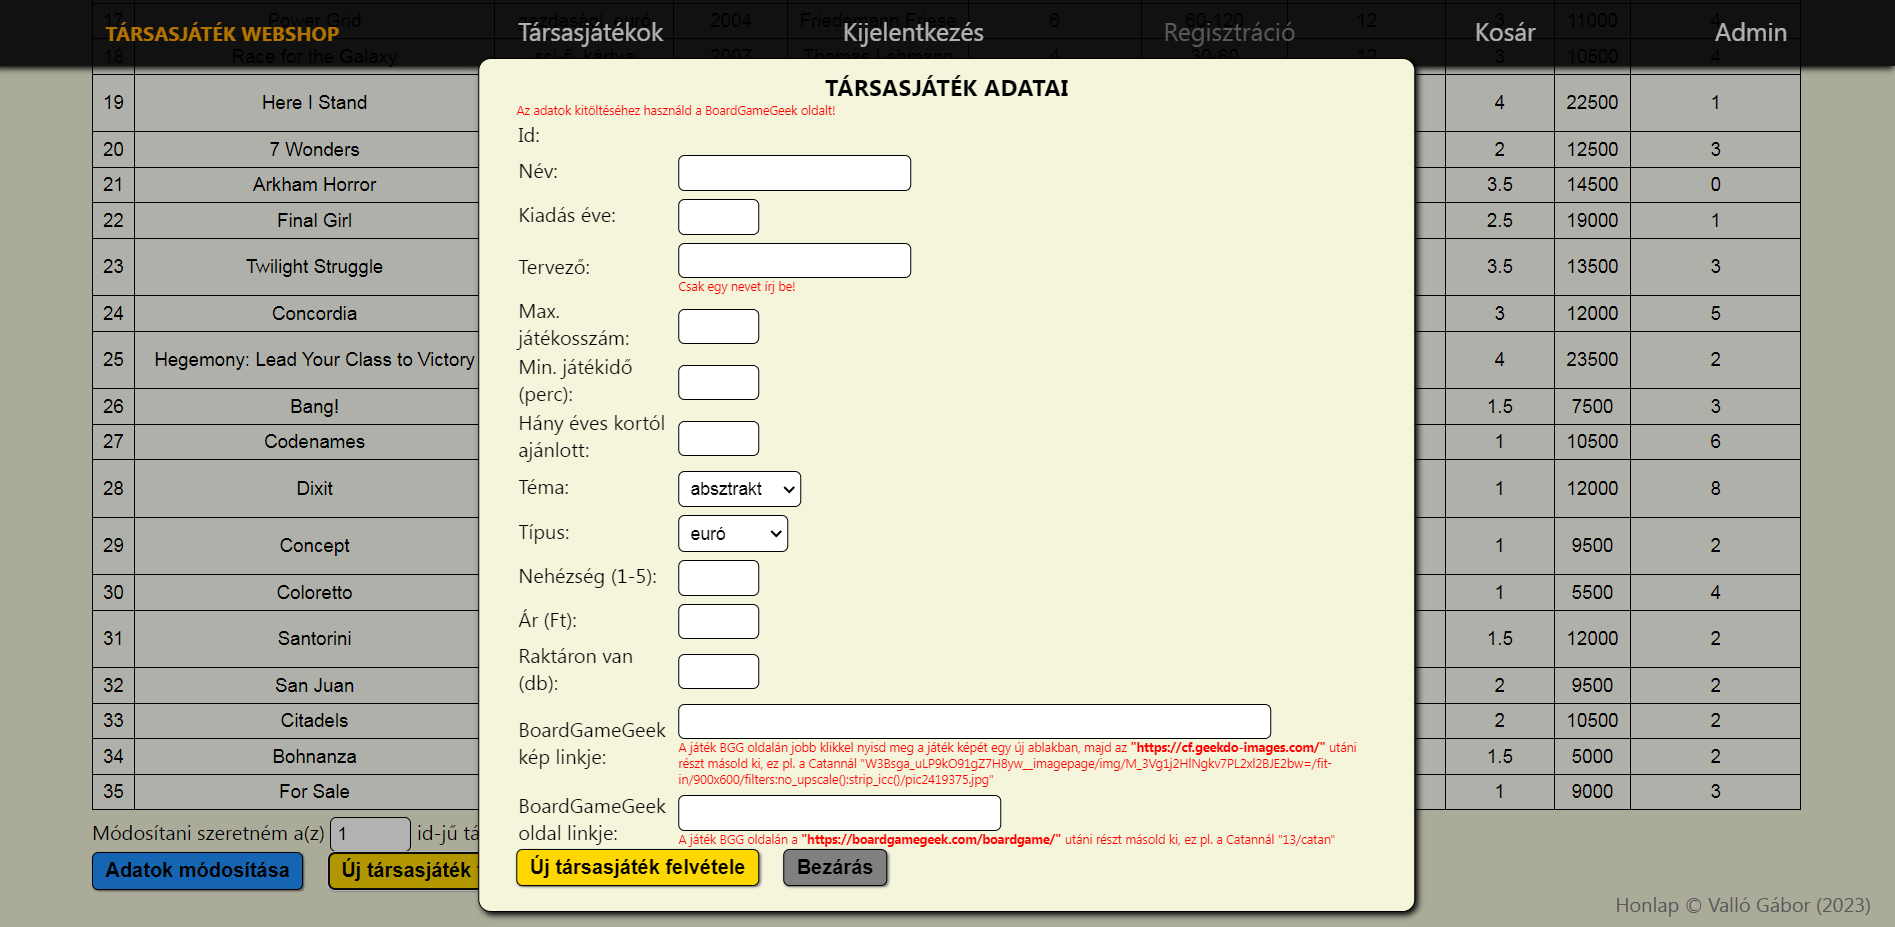 TÁRSASJÁTÉK WEBSHOP
Társasjátékok
Kijelentkezés
Regisztráció
Kosár
Admin
17 Power Grid gazdasági, euró 2004 Friedemann Friese 6 60-120 12 3 11000 4
18 Race for the Galaxy sci-fi, kártya 2007 Thomas Lehmann 4 30-60 12 3 10500 4
19 Here I Stand 4 22500 1
20 7 Wonders 2 12500 3
21 Arkham Horror 3.5 14500 0
22 Final Girl 2.5 19000 1
23 Twilight Struggle 3.5 13500 3
24 Concordia 3 12000 5
25 Hegemony: Lead Your Class to Victory 4 23500 2
26 Bang! 1.5 7500 3
27 Codenames 1 10500 6
28 Dixit 1 12000 8
29 Concept 1 9500 2
30 Coloretto 1 5500 4
31 Santorini 1.5 12000 2
32 San Juan 2 9500 2
33 Citadels 2 10500 2
34 Bohnanza 1.5 5000 2
35 For Sale 1 9000 3
Módosítani szeretném a(z) 1 id-jű tá
Adatok módosítása
Új társasjáték
TÁRSASJÁTÉK ADATAI
Az adatok kitöltéséhez használd a BoardGameGeek oldalt!
Id:
Név:
Kiadás éve:
Tervező:
Csak egy nevet írj be!
Max.
játékosszám:
Min. játékidő
(perc):
Hány éves kortól
ajánlott:
Téma: absztrakt
Típus: euró
Nehézség (1-5):
Ár (Ft):
Raktáron van
(db):
BoardGameGeek
kép linkje:
A játék BGG oldalán jobb klikkel nyisd meg a játék képét egy új ablakban, majd az "https://cf.geekdo-images.com/" utáni
részt másold ki, ez pl. a Catannál "W3Bsga_uLP9kO91gZ7H8yw__imagepage/img/M_3Vg1j2HlNgkv7PL2xl2BJE2bw=/fit-
in/900x600/filters:no_upscale():strip_icc()/pic2419375.jpg"
BoardGameGeek
oldal linkje:
A játék BGG oldalán a "https://boardgamegeek.com/boardgame/" utáni részt másold ki, ez pl. a Catannál "13/catan"
Új társasjáték felvétele
Bezárás
Honlap © Valló Gábor (2023)